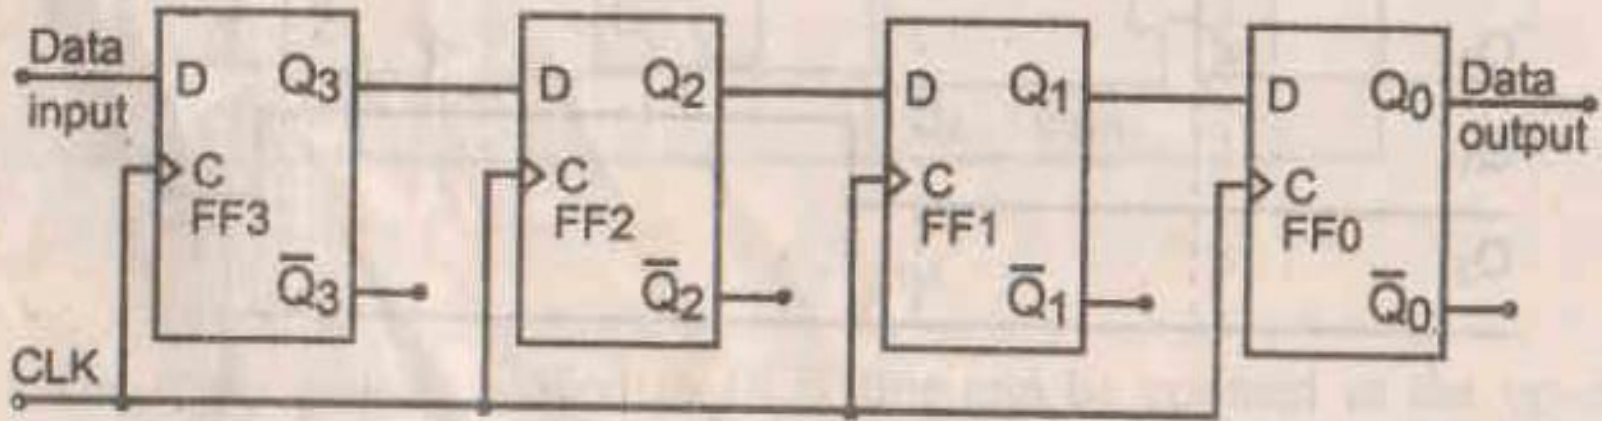 Data
input
D Q3
C
FF3
Q̅3
D Q2
C
FF2
Q̅2
D Q1
C
FF1
Q̅1
D Q0
C
FF0
Q̅0
Data
output
CLK